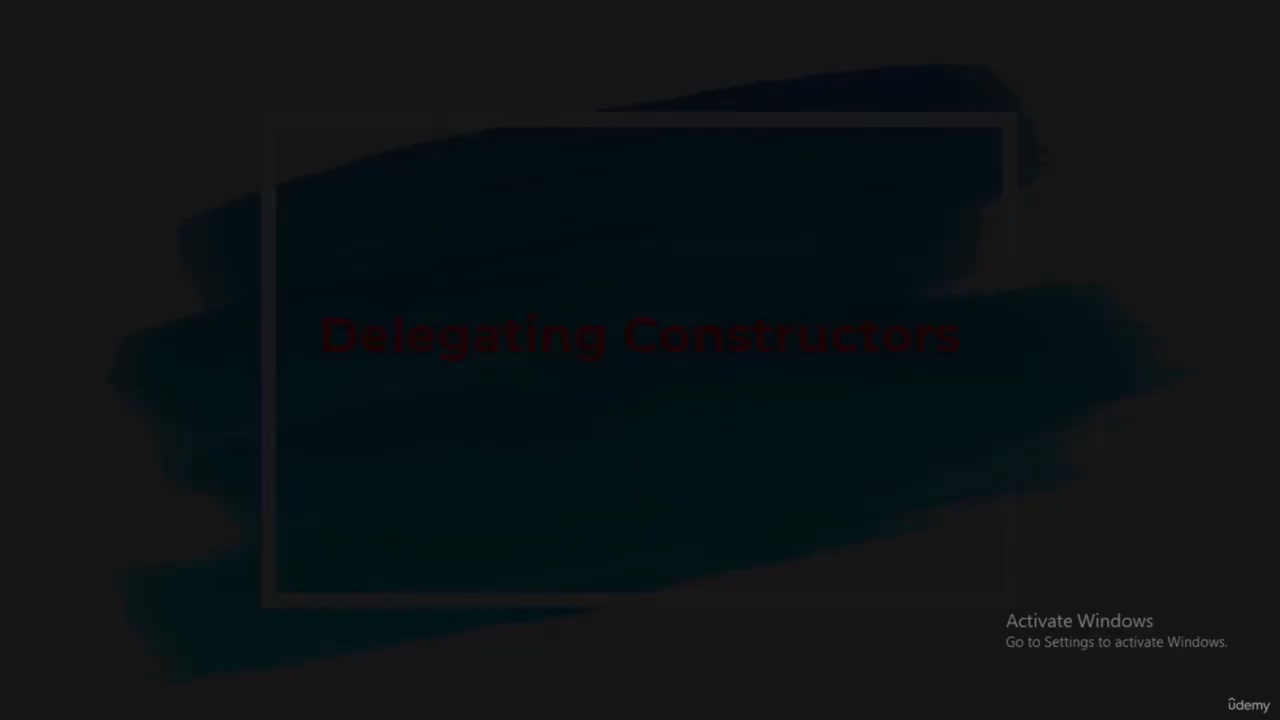 Delegating Constructors
Activate Windows
Go to Settings to activate Windows.
ûdemy